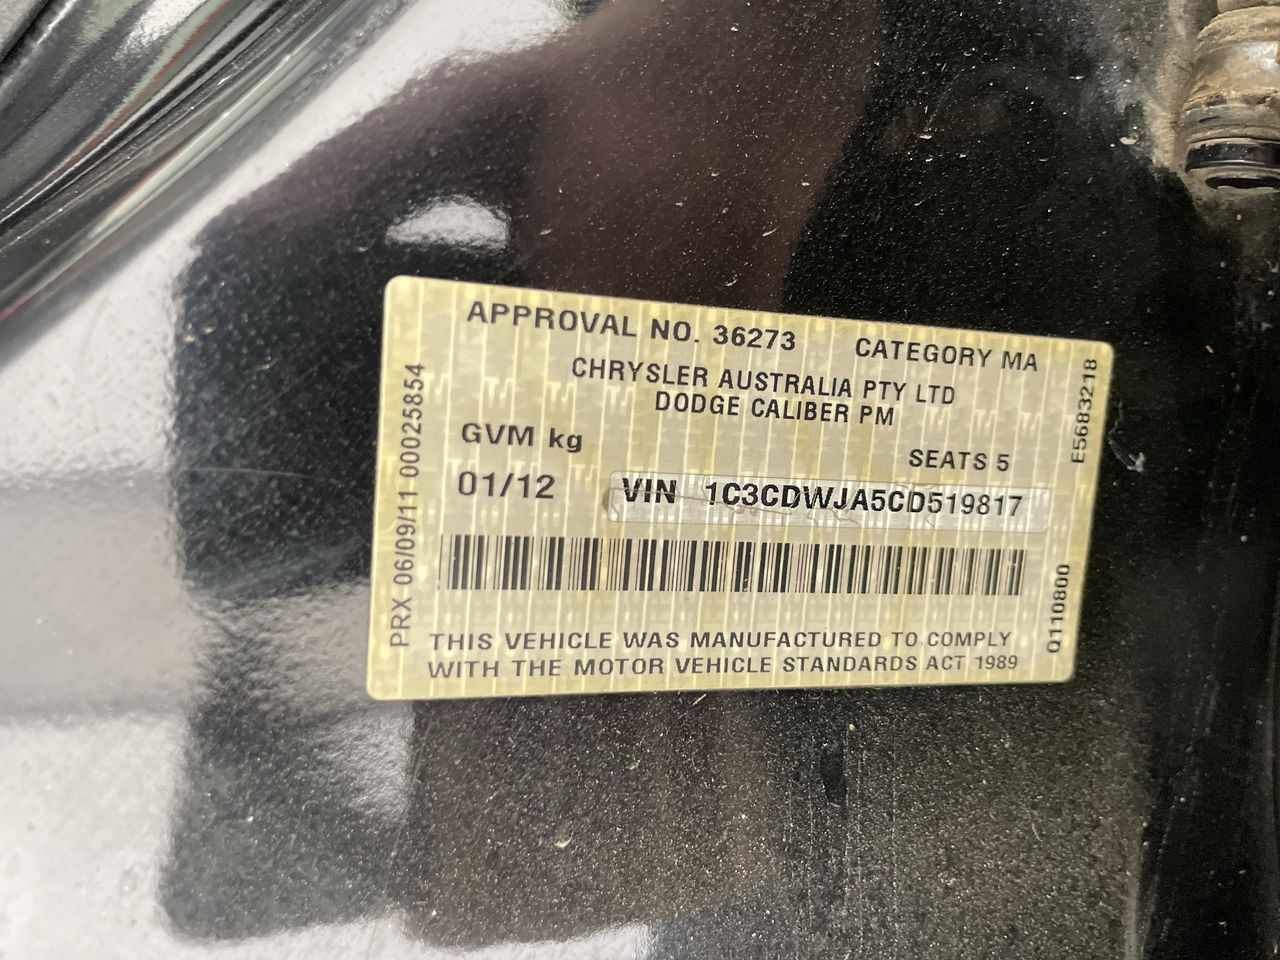 APPROVAL NO. 36273 CATEGORY MA
CHRYSLER AUSTRALIA PTY LTD
DODGE CALIBER PM
GVM kg
SEATS 5
01/12
VIN 1C3CDWJA5CD519817
THIS VEHICLE WAS MANUFACTURED TO COMPLY
WITH THE MOTOR VEHICLE STANDARDS ACT 1989
PRX 06/09/11 00025854
E5683218
Q110800